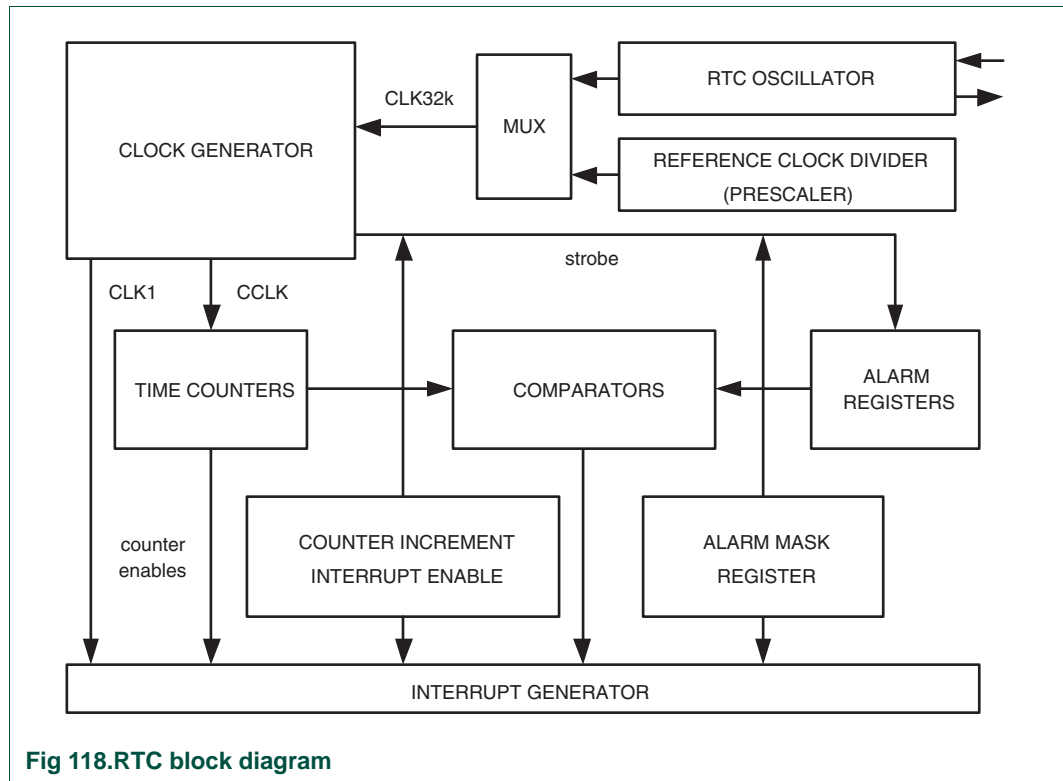 RTC OSCILLATOR
CLK32k
MUX
CLOCK GENERATOR
REFERENCE CLOCK DIVIDER
(PRESCALER)
strobe
CLK1
CCLK
TIME COUNTERS
COMPARATORS
ALARM
REGISTERS
counter
enables
COUNTER INCREMENT
INTERRUPT ENABLE
ALARM MASK
REGISTER
INTERRUPT GENERATOR
Fig 118.RTC block diagram